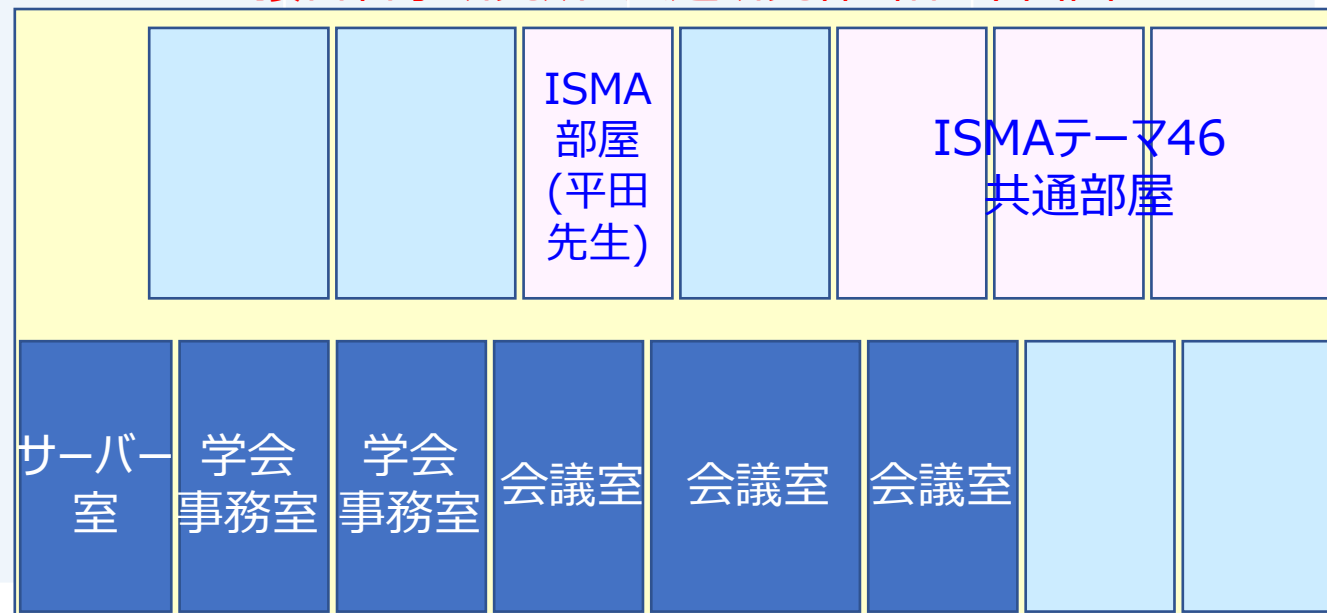 ISMA
部屋
(平田
先生)
ISMAテーマ46
共通部屋
サーバー
室
学会
事務室
学会
事務室
会議室
会議室
会議室